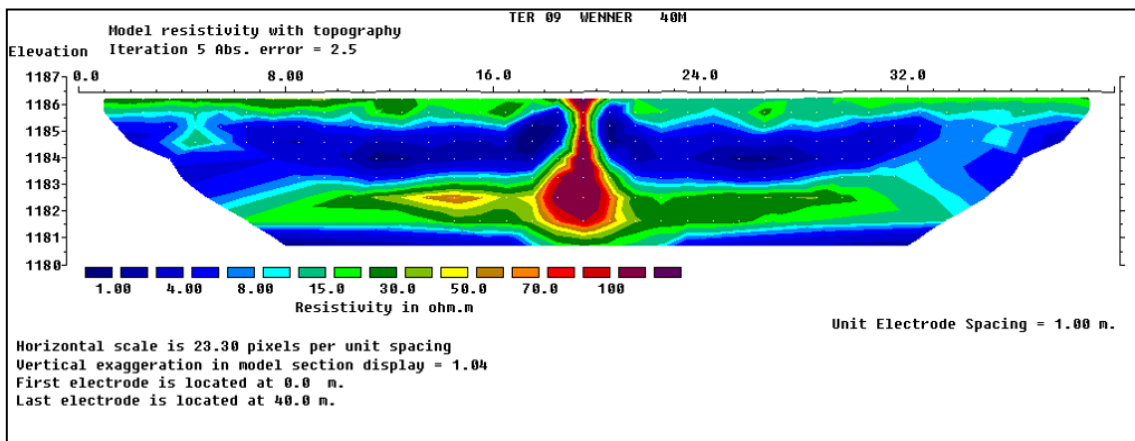 TER 09 WENNER 40M
Model resistivity with topography
Iteration 5 Abs. error = 2.5
Elevation
0.0 8.00 16.0 24.0 32.0
1187
1186
1185
1184
1183
1182
1181
1180
1.00 4.00 8.00 15.0 30.0 50.0 70.0 100
Resistivity in ohm.m
Unit Electrode Spacing = 1.00 m.
Horizontal scale is 23.30 pixels per unit spacing
Vertical exaggeration in model section display = 1.04
First electrode is located at 0.0 m.
Last electrode is located at 40.0 m.